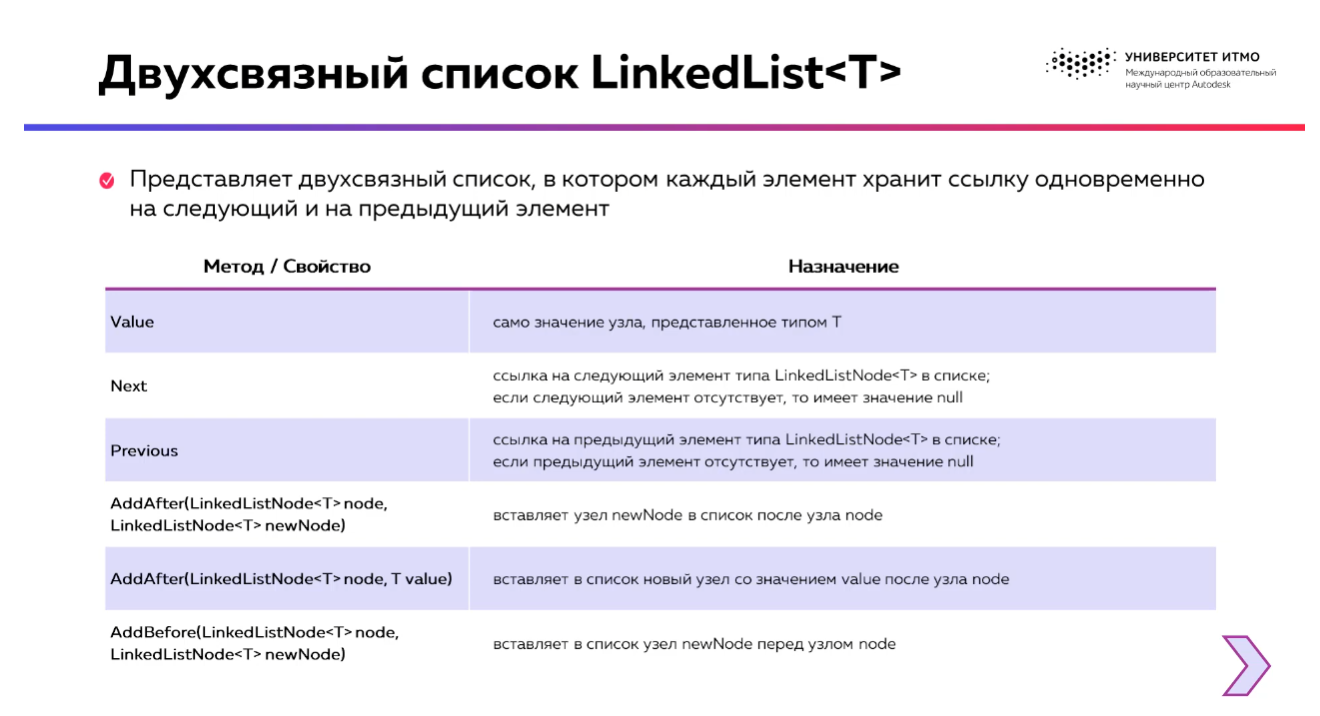 Двухсвязный список LinkedList<T>
УНИВЕРСИТЕТ ИТМО
Международный образовательный
научный центр Autodesk
Представляет двухсвязный список, в котором каждый элемент хранит ссылку одновременно
на следующий и на предыдущий элемент
Метод / Свойство
Назначение
Value
само значение узла, представленное типом T
Next
ссылка на следующий элемент типа LinkedListNode<T> в списке;
если следующий элемент отсутствует, то имеет значение null
Previous
ссылка на предыдущий элемент типа LinkedListNode<T> в списке;
если предыдущий элемент отсутствует, то имеет значение null
AddAfter(LinkedListNode<T> node,
LinkedListNode<T> newNode)
вставляет узел newNode в список после узла node
AddAfter(LinkedListNode<T> node, T value)
вставляет в список новый узел со значением value после узла node
AddBefore(LinkedListNode<T> node,
LinkedListNode<T> newNode)
вставляет в список узел newNode перед узлом node